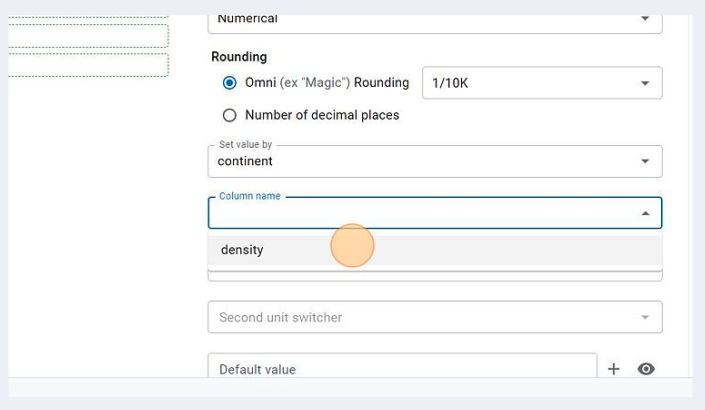 Numerical
Rounding
Omni (ex "Magic") Rounding
1/10K
Number of decimal places
Set value by
continent
Column name
density
Second unit switcher
Default value